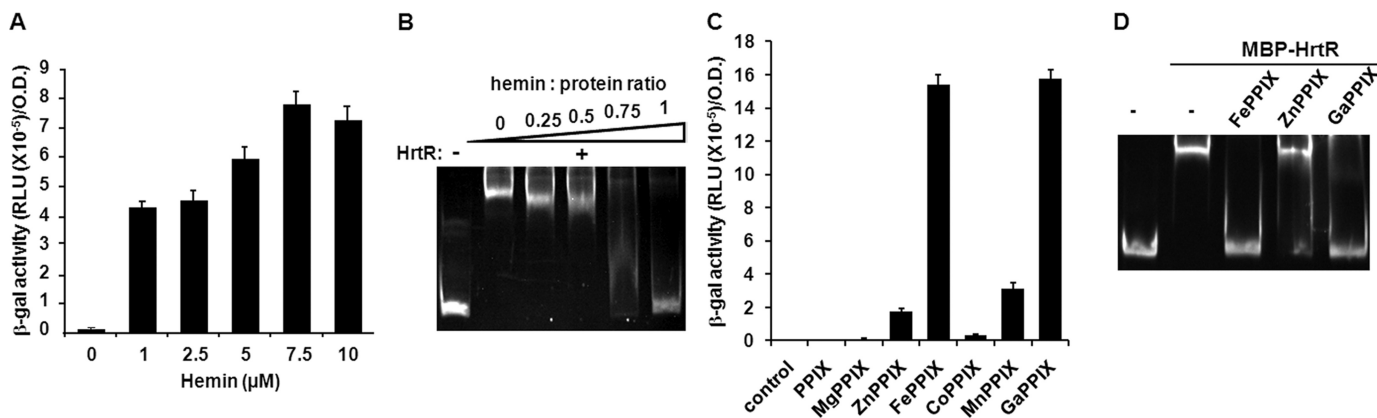 A
β-gal activity (RLU (X10⁻⁵)/O.D.)
9
8
7
6
5
4
3
2
1
0
0 1 2.5 5 7.5 10
Hemin (µM)
B
hemin : protein ratio
0 0.25 0.5 0.75 1
HrtR: - +
C
β-gal activity (RLU (X10⁻⁵)/O.D.)
18
16
14
12
10
8
6
4
2
0
control PPIX MgPPIX ZnPPIX FePPIX CoPPIX MnPPIX GaPPIX
D
MBP-HrtR
- - FePPIX ZnPPIX GaPPIX